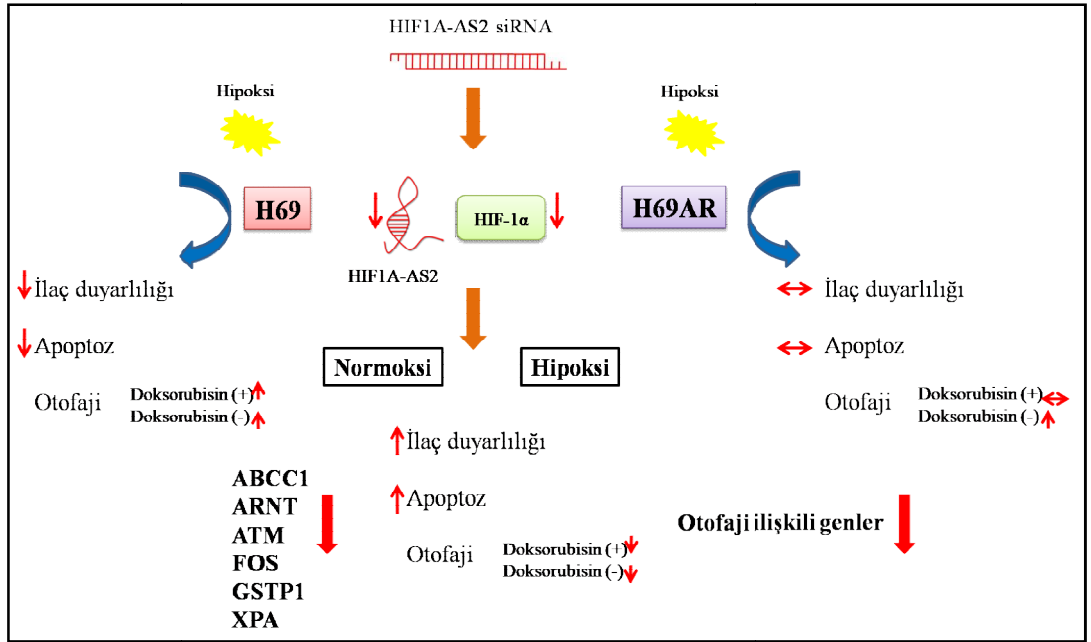 HIF1A-AS2 siRNA
Hipoksi
Hipoksi
H69
HIF-1α
H69AR
HIF1A-AS2
İlaç duyarlılığı
Apoptoz
Otofaji
Doksorubisin (+)
Doksorubisin (-)
Normoksi
Hipoksi
İlaç duyarlılığı
Apoptoz
Otofaji
Doksorubisin (+)
Doksorubisin (-)
İlaç duyarlılığı
Apoptoz
Otofaji
Doksorubisin (+)
Doksorubisin (-)
ABCC1
ARNT
ATM
FOS
GSTP1
XPA
Otofaji ilişkili genler